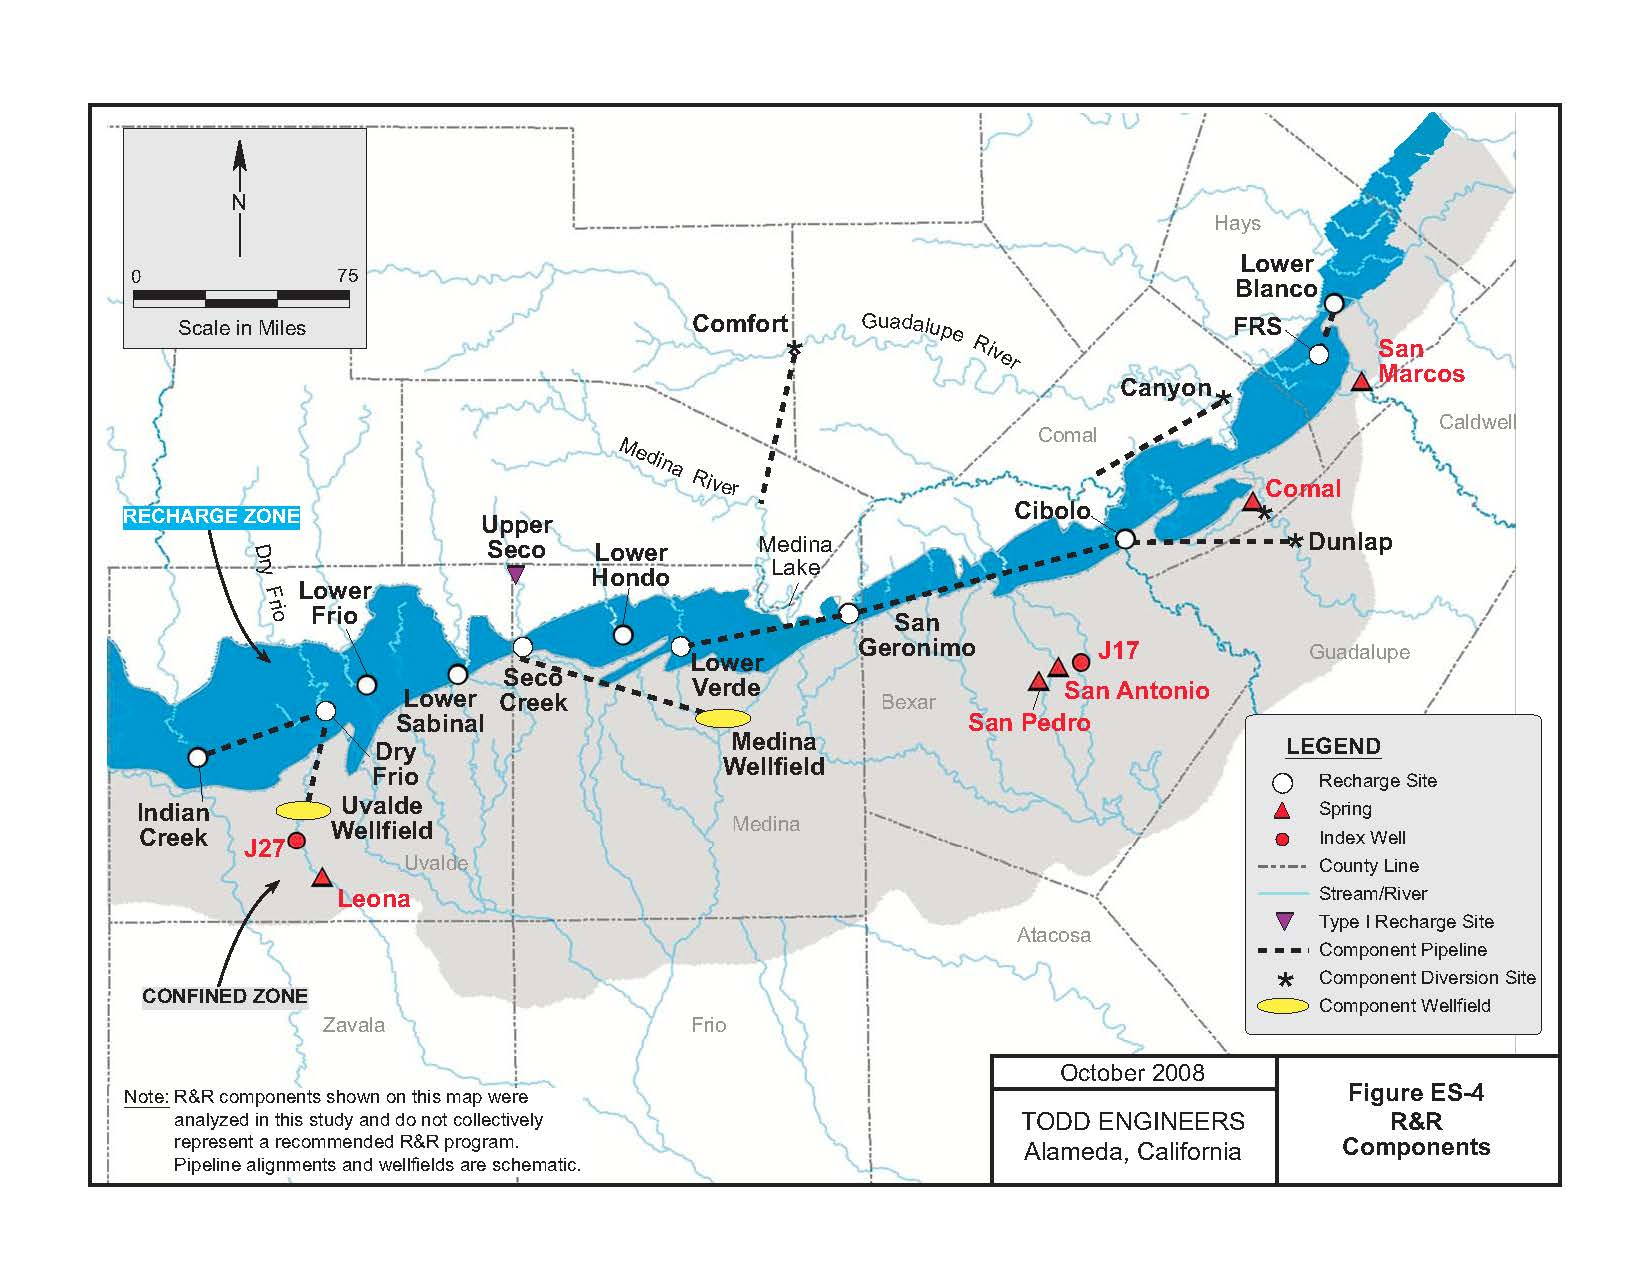 N
0 75
Scale in Miles
Hays
Lower
Blanco
FRS
San
Marcos
Comfort
Guadalupe River
Canyon
Caldwell
Comal
Medina River
Comal
RECHARGE ZONE
Cibolo
Upper
Seco
Lower
Hondo
Medina
Lake
Dunlap
Dry Frio
Lower
Frio
San
Geronimo
J17
Guadalupe
Lower
Verde
San Antonio
Seco
Creek
Lower
Sabinal
Bexar
San Pedro
Medina
Wellfield
Dry
Frio
Indian
Creek
Uvalde
Wellfield
J27
Medina
Uvalde
Leona
Atacosa
CONFINED ZONE
Zavala
Frio
LEGEND
Recharge Site
Spring
Index Well
County Line
Stream/River
Type I Recharge Site
Component Pipeline
Component Diversion Site
Component Wellfield
Note: R&R components shown on this map were
analyzed in this study and do not collectively
represent a recommended R&R program.
Pipeline alignments and wellfields are schematic.
October 2008
TODD ENGINEERS
Alameda, California
Figure ES-4
R&R
Components